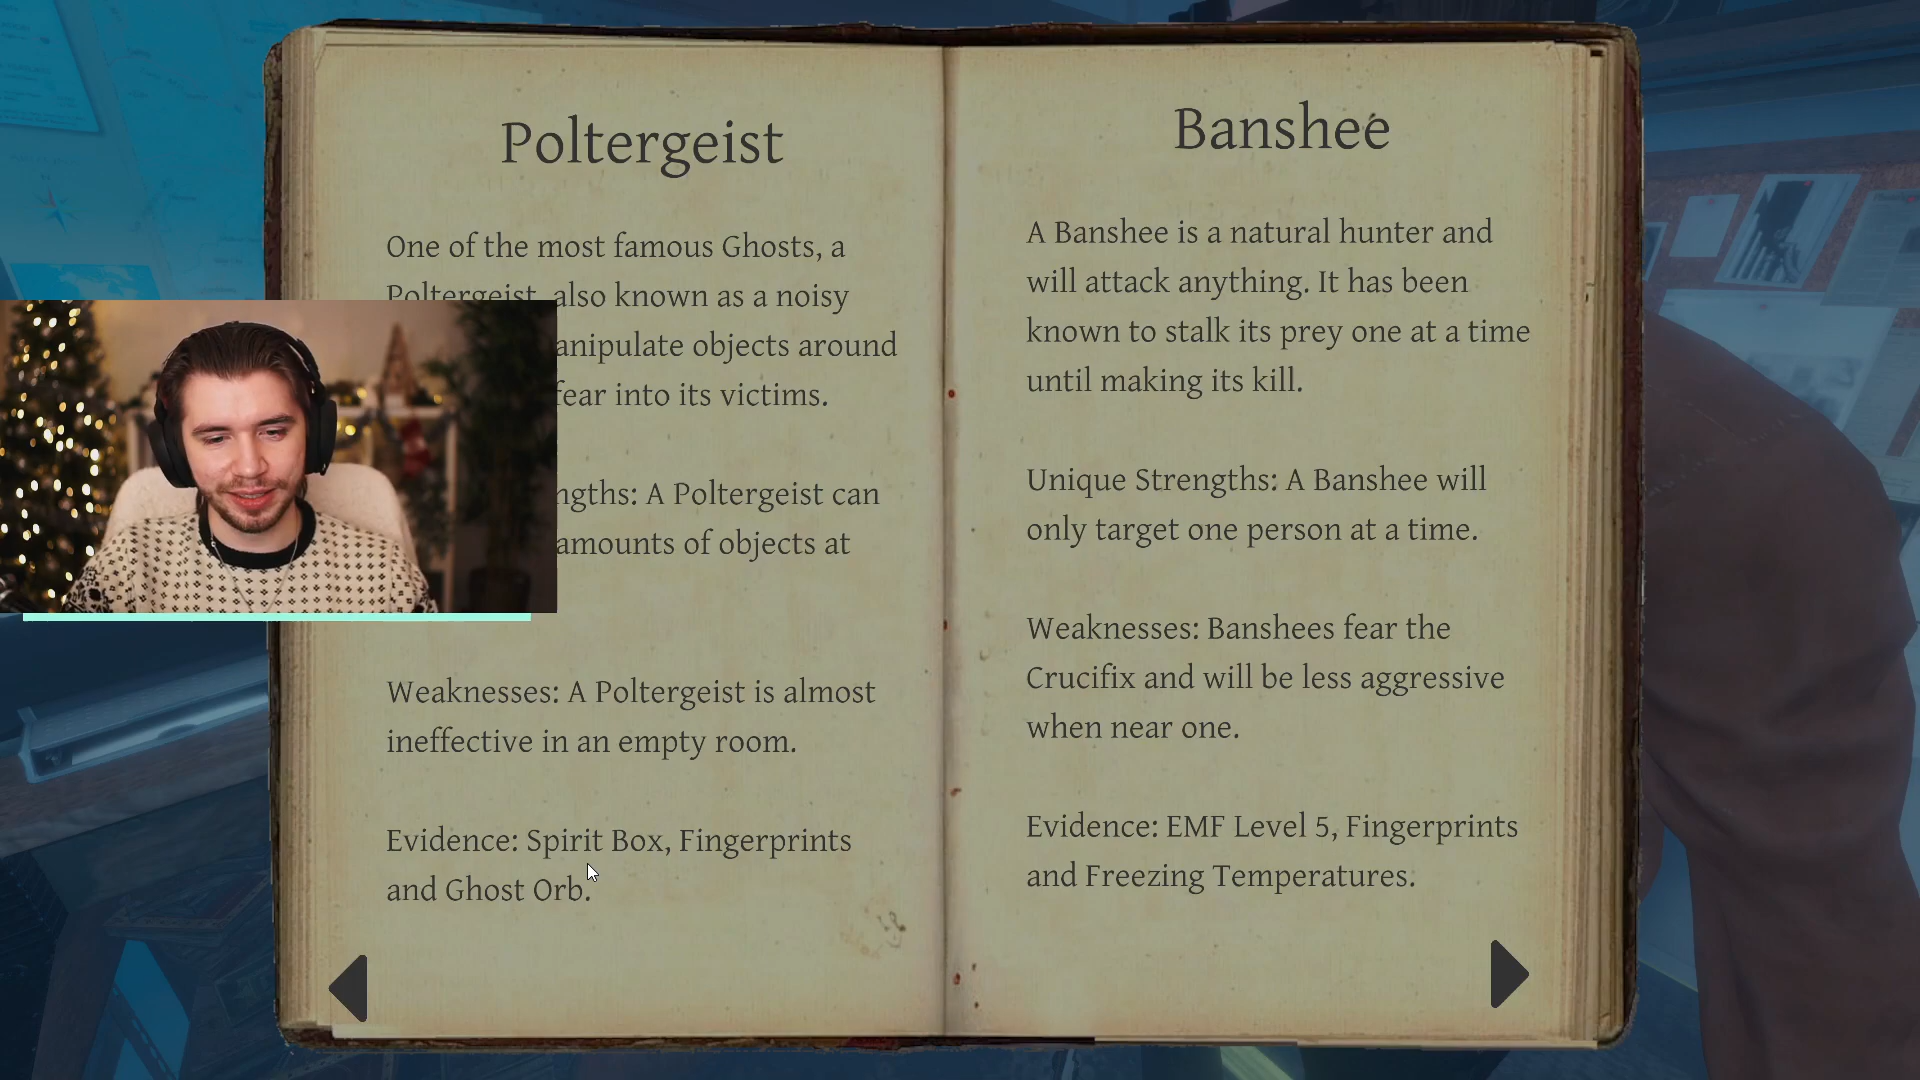 Poltergeist
One of the most famous Ghosts, a
Poltergeist, also known as a noisy
anipulate objects around
fear into its victims.
ngths: A Poltergeist can
amounts of objects at
Weaknesses: A Poltergeist is almost
ineffective in an empty room.
Evidence: Spirit Box, Fingerprints
and Ghost Orb.
Banshee
A Banshee is a natural hunter and
will attack anything. It has been
known to stalk its prey one at a time
until making its kill.
Unique Strengths: A Banshee will
only target one person at a time.
Weaknesses: Banshees fear the
Crucifix and will be less aggressive
when near one.
Evidence: EMF Level 5, Fingerprints
and Freezing Temperatures.